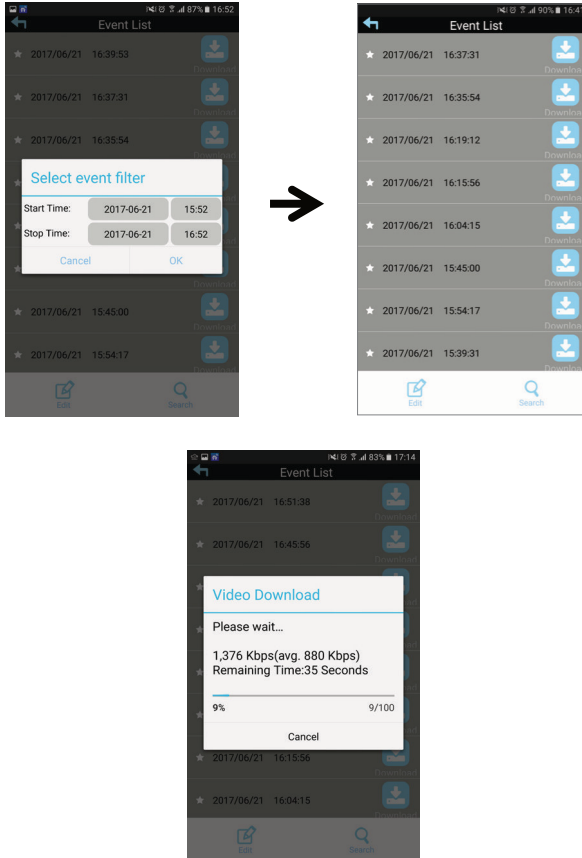 87% 16:52
Event List
2017/06/21 16:39:53
Download
2017/06/21 16:37:31
Download
2017/06/21 16:35:54
Select event filter
Start Time: 2017-06-21 15:52
Stop Time: 2017-06-21 16:52
Cancel OK
Download
2017/06/21 15:45:00
Download
2017/06/21 15:54:17
Edit Search
90% 16:47
Event List
2017/06/21 16:37:31
Download
2017/06/21 16:35:54
Download
2017/06/21 16:19:12
Download
2017/06/21 16:15:56
Download
2017/06/21 16:04:15
Download
2017/06/21 15:45:00
Download
2017/06/21 15:54:17
Download
2017/06/21 15:39:31
Download
Edit Search
83% 17:14
Event List
2017/06/21 16:51:38
Download
2017/06/21 16:45:56
Video Download
Please wait...
1,376 Kbps(avg. 880 Kbps)
Remaining Time:35 Seconds
9% 9/100
Cancel
2017/06/21 16:15:56
Download
2017/06/21 16:04:15
Edit Search